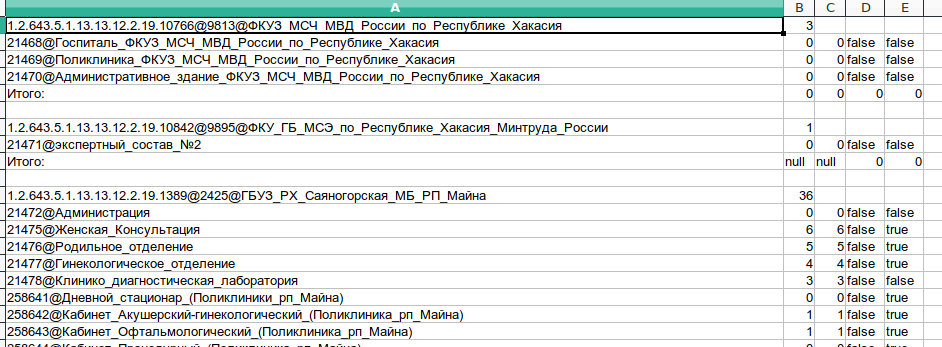 A B C D E
1.2.643.5.1.13.13.12.2.19.10766@9813@ФКУЗ_МСЧ_МВД_России_по_Республике_Хакасия 3
21468@Госпиталь_ФКУЗ_МСЧ_МВД_России_по_Республике_Хакасия 0 0 false false
21469@Поликлиника_ФКУЗ_МСЧ_МВД_России_по_Республике_Хакасия 0 0 false false
21470@Административное_здание_ФКУЗ_МСЧ_МВД_России_по_Республике_Хакасия 0 0 false false
Итого: 0 0 0 0
1.2.643.5.1.13.13.12.2.19.10842@9895@ФКУ_ГБ_МСЭ_по_Республике_Хакасия_Минтруда_России 1
21471@экспертный_состав_№2 0 0 false false
Итого: null null 0 0
1.2.643.5.1.13.13.12.2.19.1389@2425@ГБУЗ_РХ_Саяногорская_МБ_РП_Майна 36
21472@Администрация 0 0 false false
21475@Женская_Консультация 6 6 false true
21476@Родильное_отделение 5 5 false true
21477@Гинекологическое_отделение 4 4 false true
21478@Клинико_диагностическая_лаборатория 3 3 false false
258641@Дневной_стационар_(Поликлиники_рп_Майна) 0 0 false true
258642@Кабинет_Акушерский-гинекологический_(Поликлиника_рп_Майна) 1 1 false true
258643@Кабинет_Офтальмологический_(Поликлиника_рп_Майна) 1 1 false true